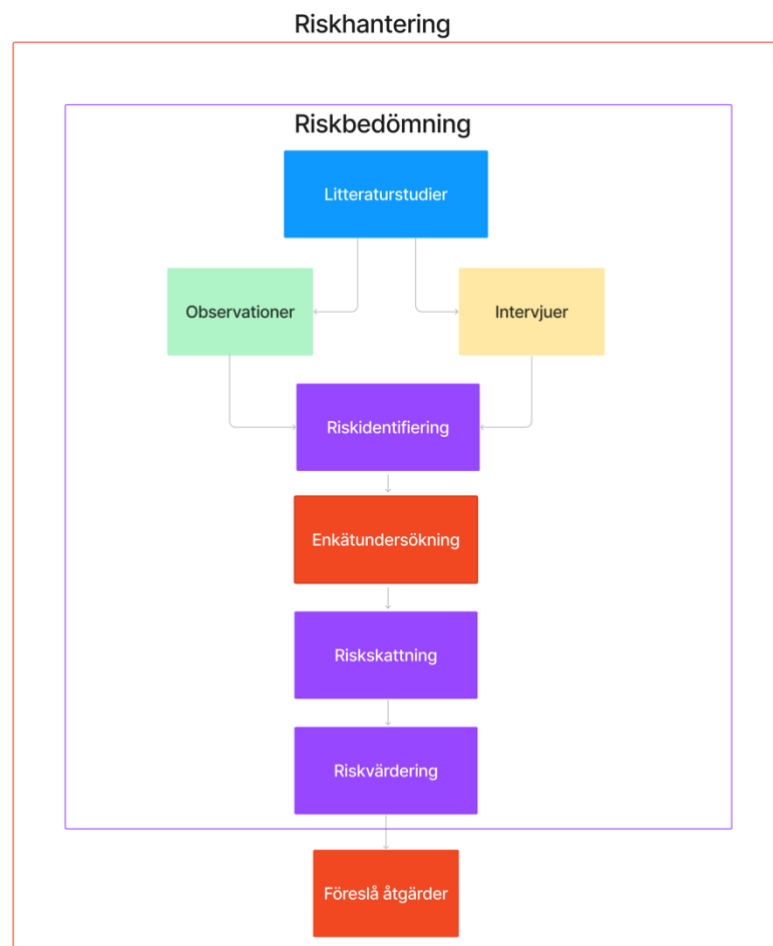 Riskhantering
Riskbedömning
Litteraturstudier
Observationer
Intervjuer
Riskidentifiering
Enkätundersökning
Riskskattning
Riskvärdering
Föreslå åtgärder